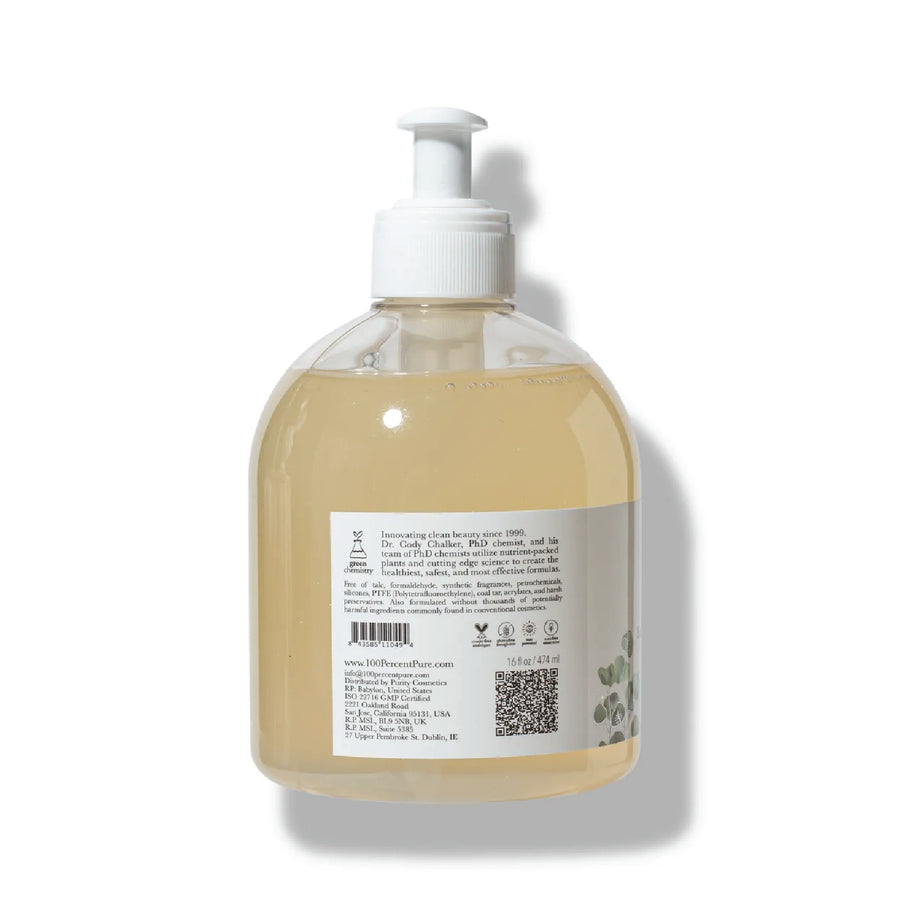 green
chemistry
Innovating clean beauty since 1999.
Dr. Gody Chalker, PhD chemist, and his
team of PhD chemists utilize nutrient-packed
plants and cutting edge science to create the
healthiest, safest, and most effective formulas.
Free of talc, formaldehyde, synthetic fragrances, petrochemicals,
silicones, PTFE (Polytetrafluoroethylene), coal tar, acrylates, and harsh
preservatives. Also formulated without thousands of potentially
harmful ingredients commonly found in conventional cosmetics.
8 43585 11049 4
www.100PercentPure.com
info@100percentpure.com
Distributed by Purity Cosmetics
RP: Babylon, United States
ISO 22716 GMP Certified
2221 Oakland Road
San Jose, California 95131, USA
R.P. MSL, BL9 5NB, UK
R.P. MSL, Suite 5385
27 Upper Pembroke St. Dublin, IE
16 fl oz / 474 ml